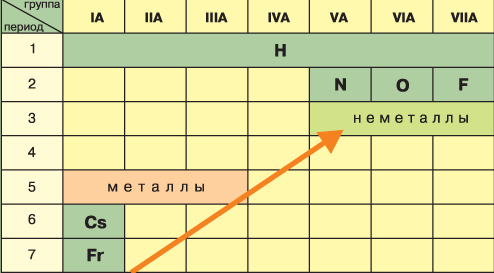 группа
период
IA IIA IIIA IVA VA VIA VIIA
1 H
2 N O F
3 неметаллы
4
5 металлы
6 Cs
7 Fr